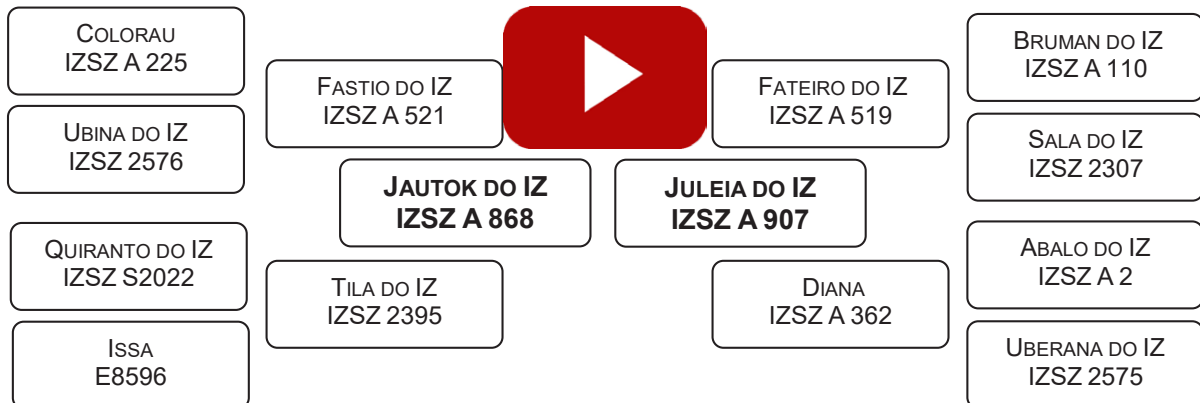 COLORAU
IZSZ A 225
UBINA DO IZ
IZSZ 2576
QUIRANTO DO IZ
IZSZ S2022
ISSA
E8596
FASTIO DO IZ
IZSZ A 521
TILA DO IZ
IZSZ 2395
JAUTOK DO IZ
IZSZ A 868
JULEIA DO IZ
IZSZ A 907
FATEIRO DO IZ
IZSZ A 519
DIANA
IZSZ A 362
BRUMAN DO IZ
IZSZ A 110
SALA DO IZ
IZSZ 2307
ABALO DO IZ
IZSZ A 2
UBERANA DO IZ
IZSZ 2575